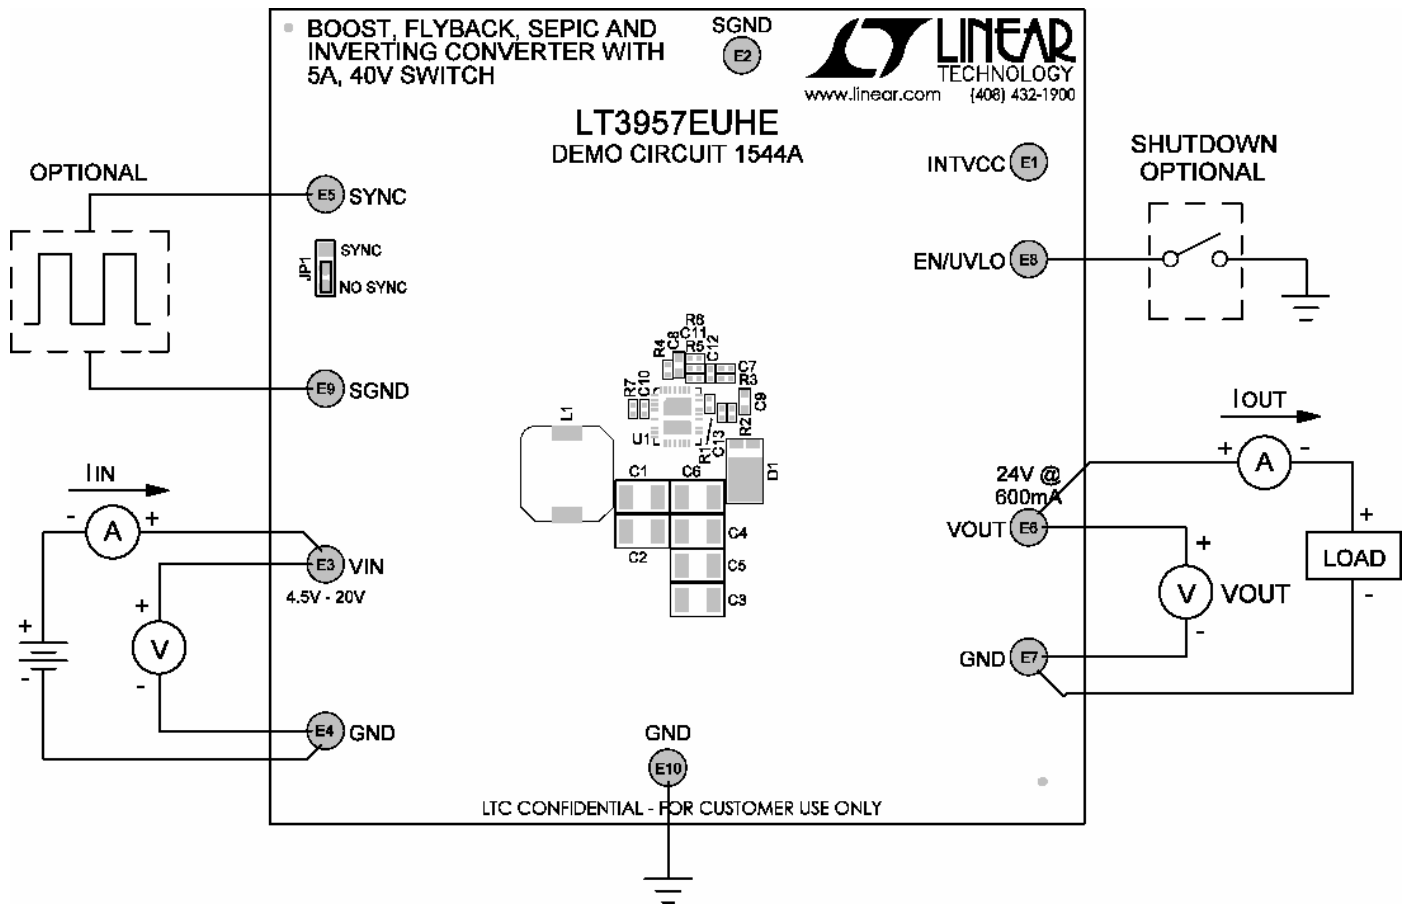 BOOST, FLYBACK, SEPIC AND
INVERTING CONVERTER WITH
5A, 40V SWITCH
SGND
E2
LINEAR
TECHNOLOGY
www.linear.com (408) 432-1900
LT3957EUHE
DEMO CIRCUIT 1544A
INTVCC E1
SHUTDOWN
OPTIONAL
OPTIONAL
E5 SYNC
JP1
SYNC
NO SYNC
EN/UVLO E8
E9 SGND
R6
C11
R5
R4
C8
C12
C7
R3
R7
C10
C9
L1
U1
R1
C13
R2
D1
C1 C6
C2 C4
C5
C3
I IN
- A +
E3 VIN
4.5V - 20V
+
V
-
+
-
E4 GND
I OUT
+ A -
24V @
600mA
VOUT E6
+
V VOUT
-
+
LOAD
-
GND E7
GND
E10
LTC CONFIDENTIAL - FOR CUSTOMER USE ONLY